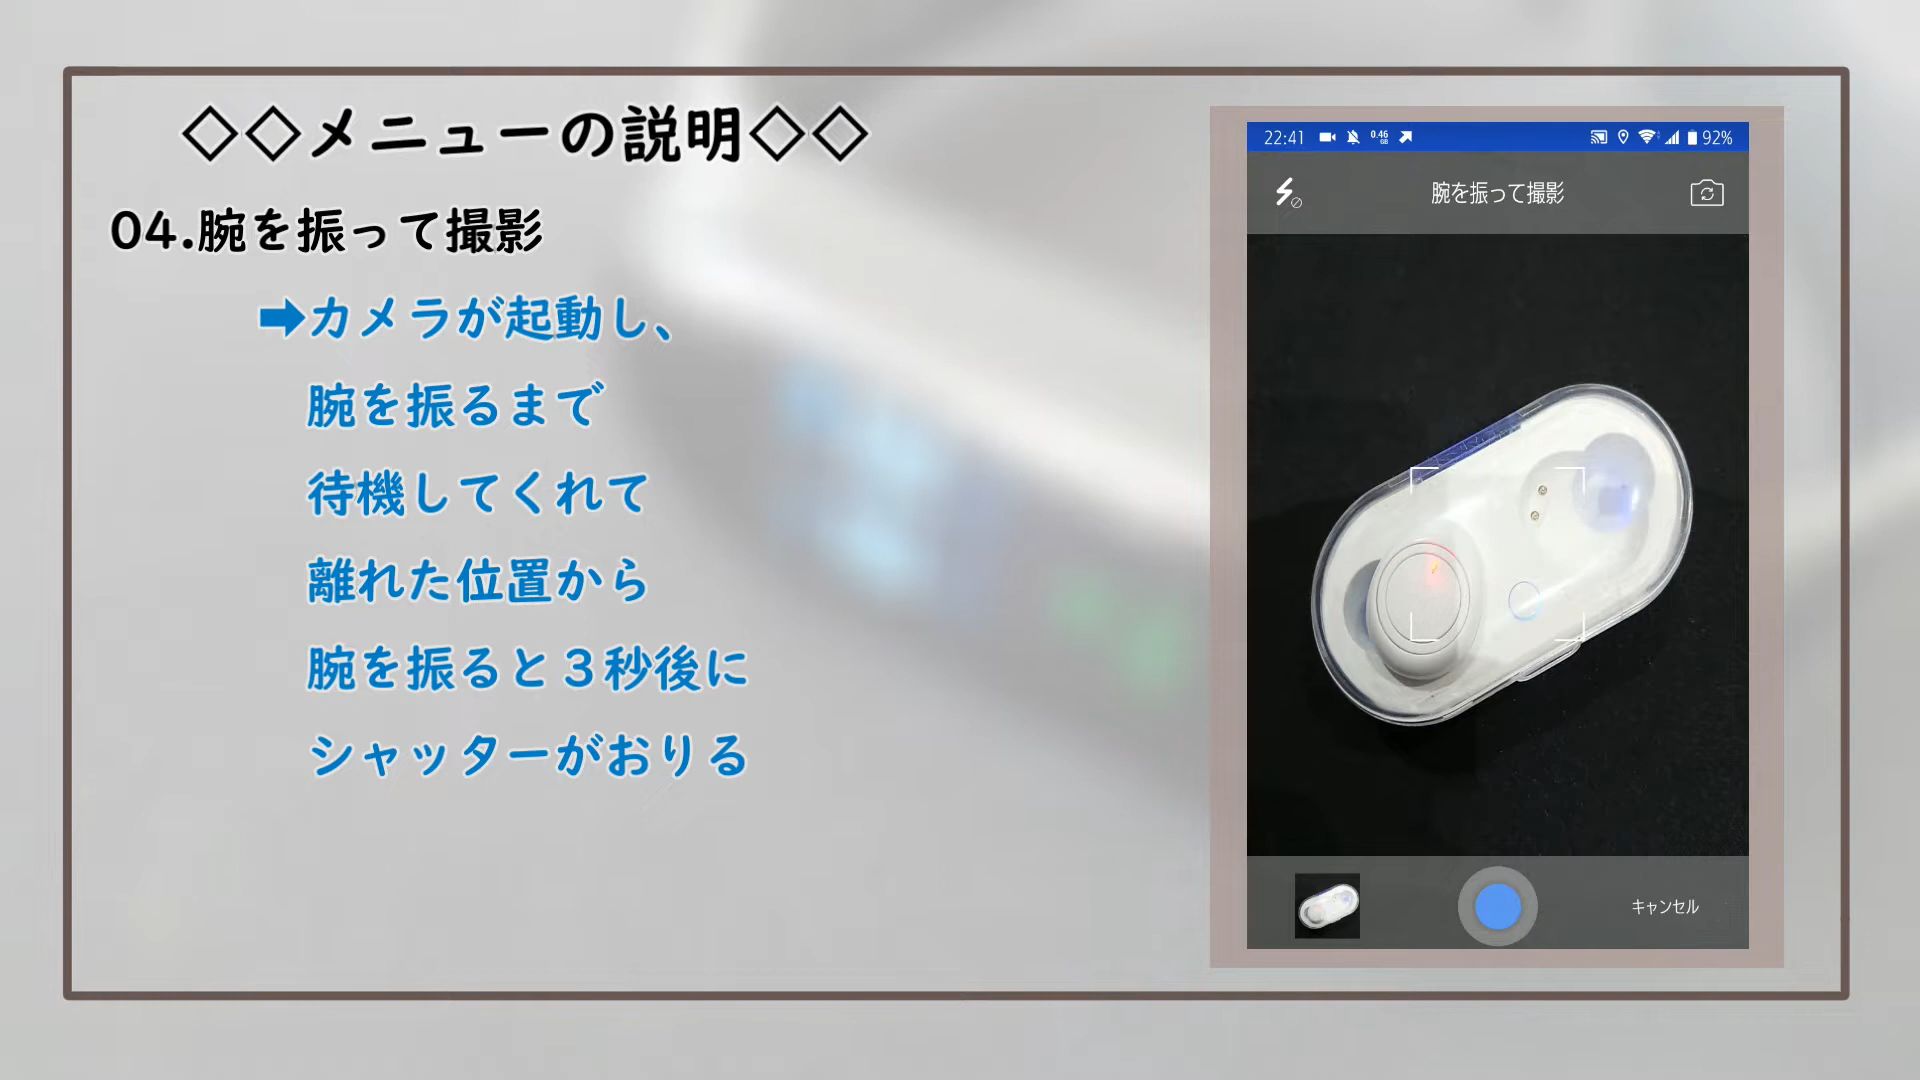 ◇◇メニューの説明◇◇
04.腕を振って撮影
➡カメラが起動し、
腕を振るまで
待機してくれて
離れた位置から
腕を振ると３秒後に
シャッターがおりる
22:41 0.46 GB 92%
腕を振って撮影
キャンセル